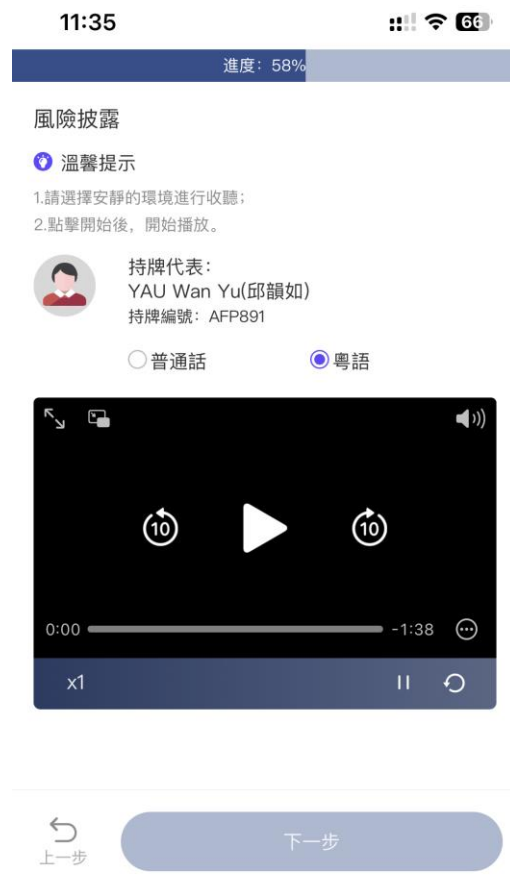 11:35
66
進度：58%
風險披露
溫馨提示
1.請選擇安靜的環境進行收聽；
2.點擊開始後，開始播放。
持牌代表：
YAU Wan Yu(邱韻如)
持牌編號：AFP891
普通話
粵語
10
10
0:00
-1:38
x1
上一步
下一步